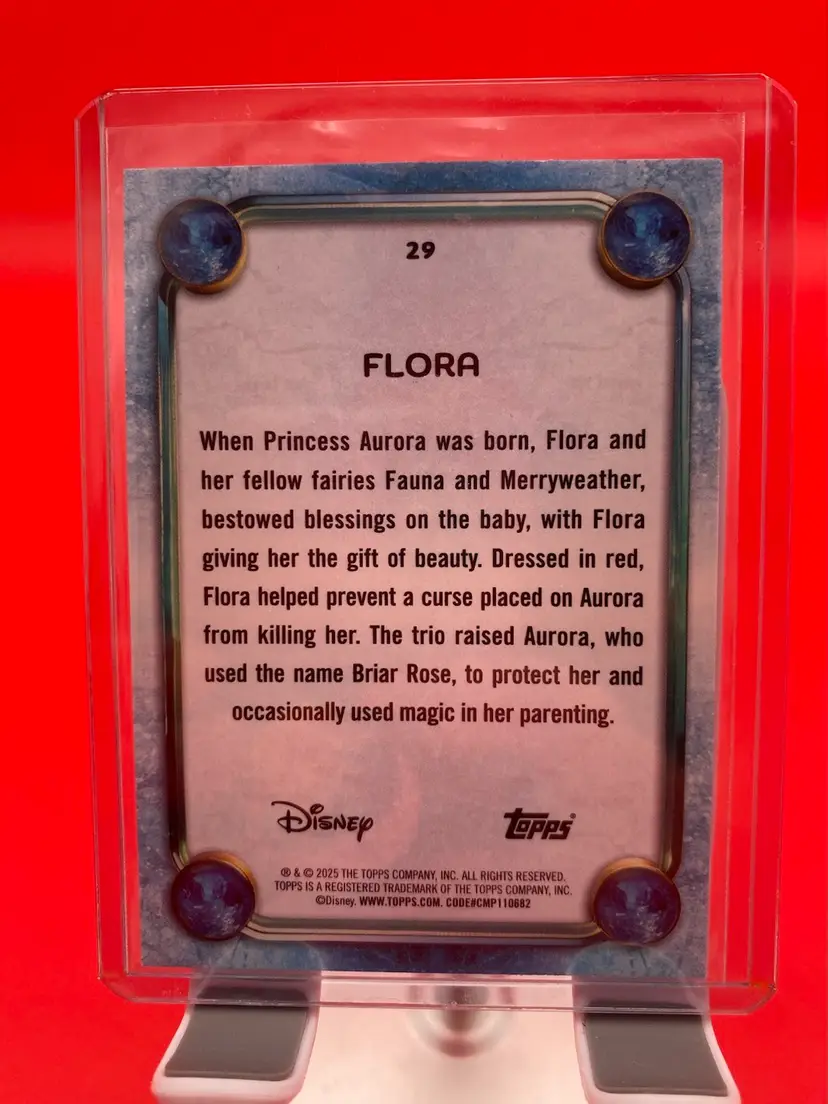 29
FLORA
When Princess Aurora was born, Flora and
her fellow fairies Fauna and Merryweather,
bestowed blessings on the baby, with Flora
giving her the gift of beauty. Dressed in red,
Flora helped prevent a curse placed on Aurora
from killing her. The trio raised Aurora, who
used the name Briar Rose, to protect her and
occasionally used magic in her parenting.
Disney topps®
® & © 2025 THE TOPPS COMPANY, INC. ALL RIGHTS RESERVED.
TOPPS IS A REGISTERED TRADEMARK OF THE TOPPS COMPANY, INC.
©Disney. WWW.TOPPS.COM. CODE#CMP110682